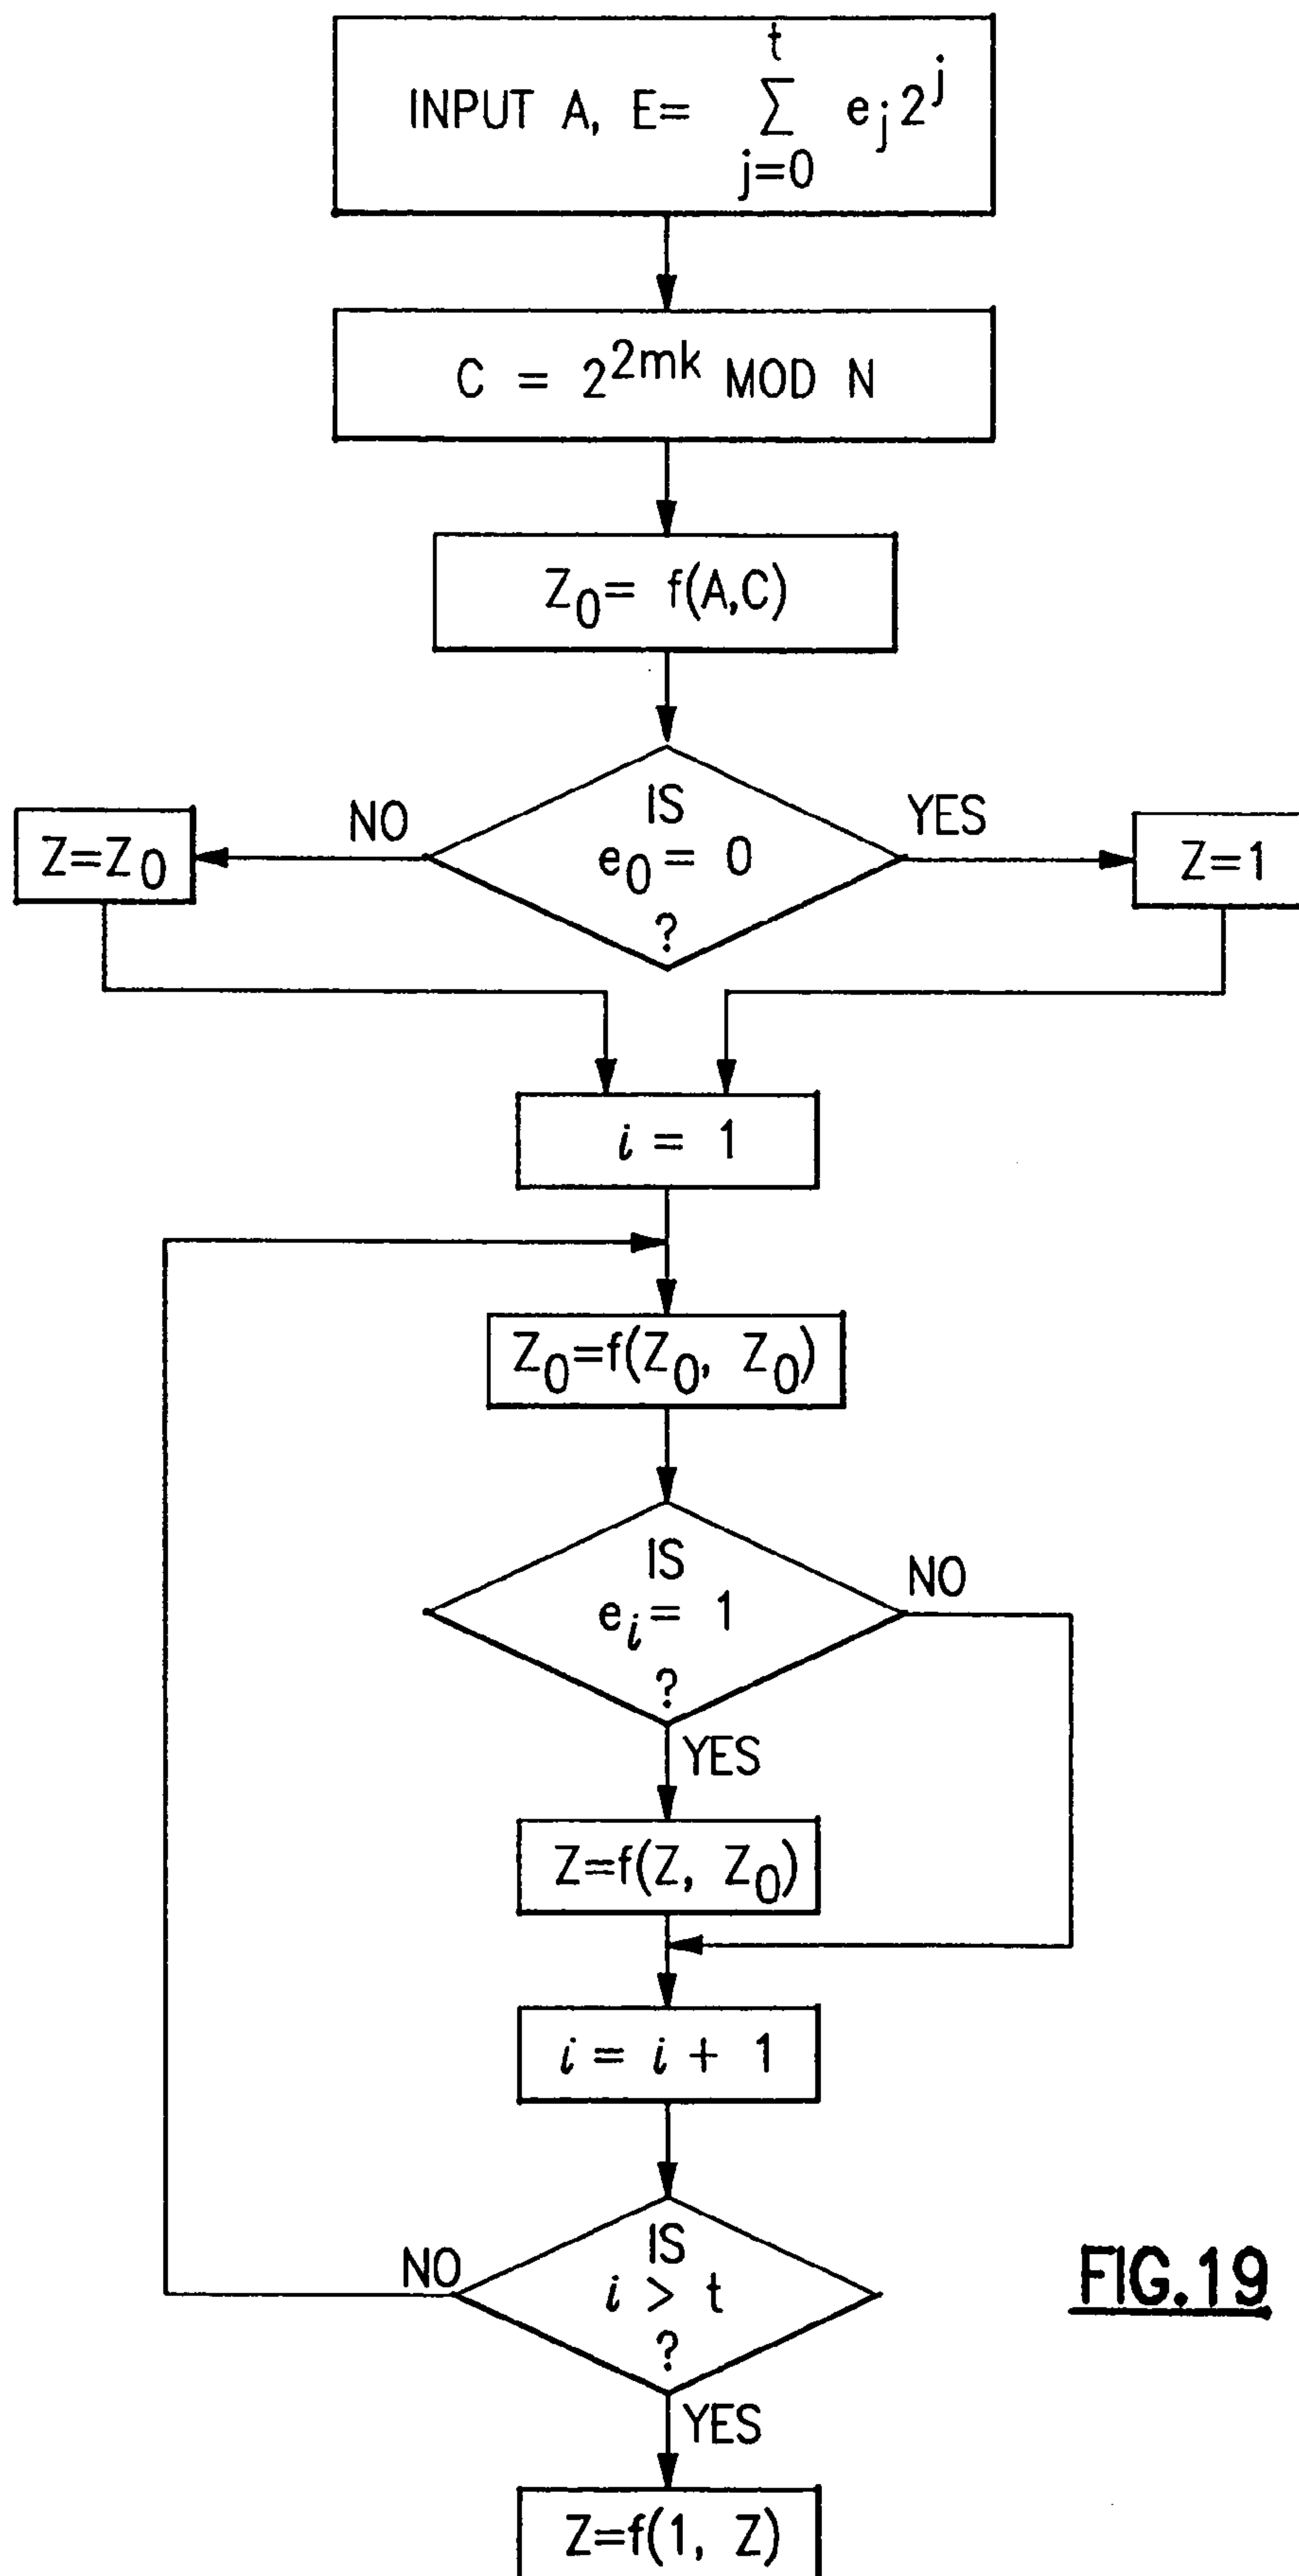 t
INPUT A, E= ∑ e_j 2^j
j=0
C = 2^2mk MOD N
Z_0= f(A,C)
IS
e_0 = 0
?
NO
YES
Z=Z_0
Z=1
i = 1
Z_0=f(Z_0, Z_0)
IS
e_i = 1
?
NO
YES
Z=f(Z, Z_0)
i = i + 1
IS
i > t
?
NO
YES
Z=f(1, Z)
FIG.19